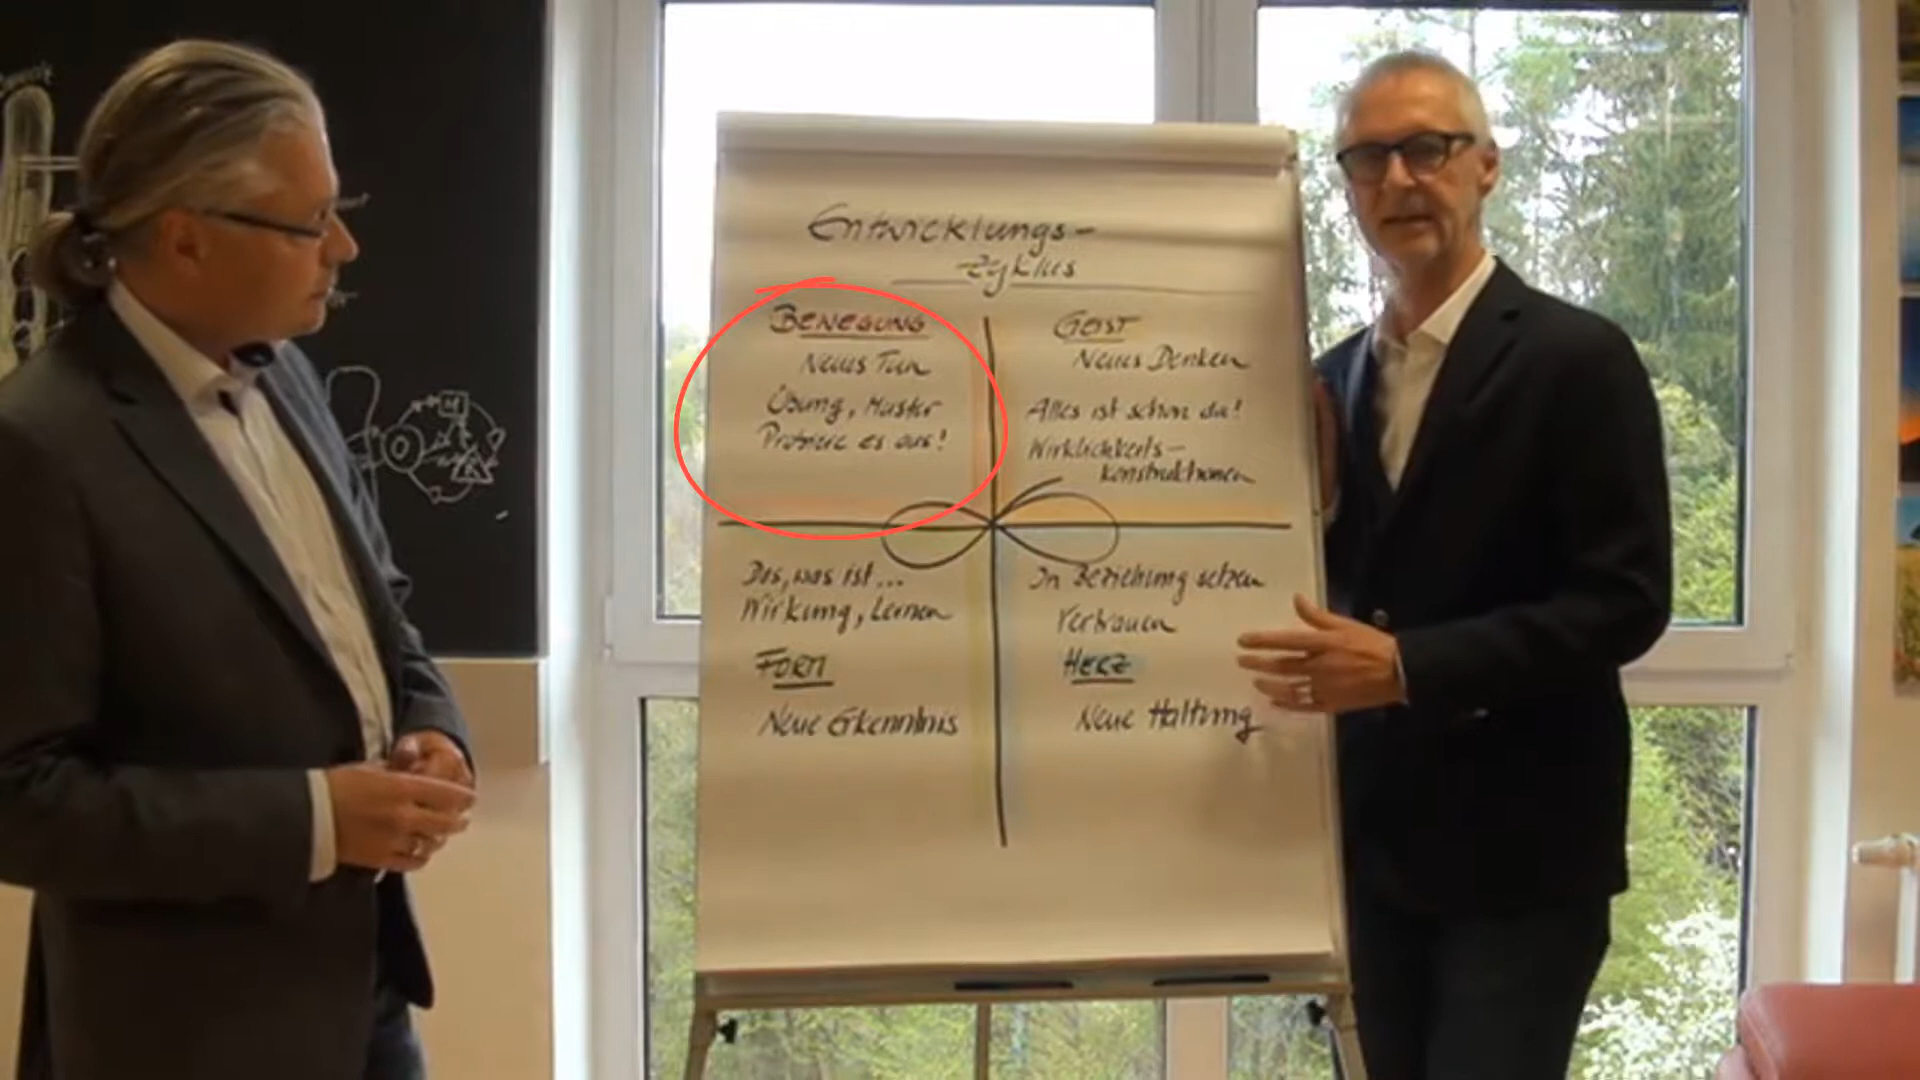 Entwicklungs-
Zyklus
BEWEGUNG
Neues Tun
Übung, Muster
Probiere es aus!
GEIST
Neues Denken
Alles ist schon da!
Wirklichkeits-
konstruktionen
Das, was ist...
Wirkung, Lernen
FORM
Neue Erkenntnis
In Beziehung setzen
Vertrauen
HERZ
Neue Haltung